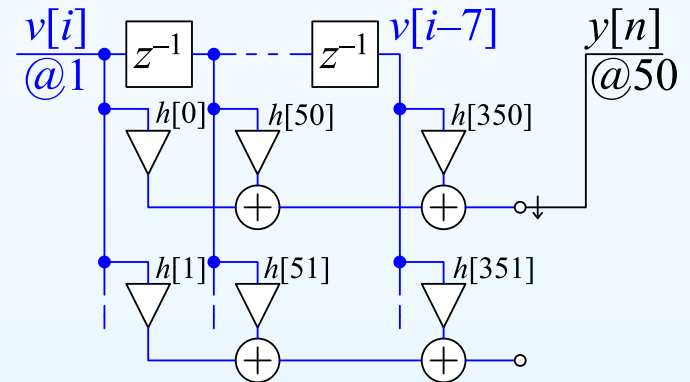 v[i] z⁻¹ z⁻¹ v[i–7] y[n]
@1 @50
h[0] h[50] h[350]
+ +
h[1] h[51] h[351]
+ +